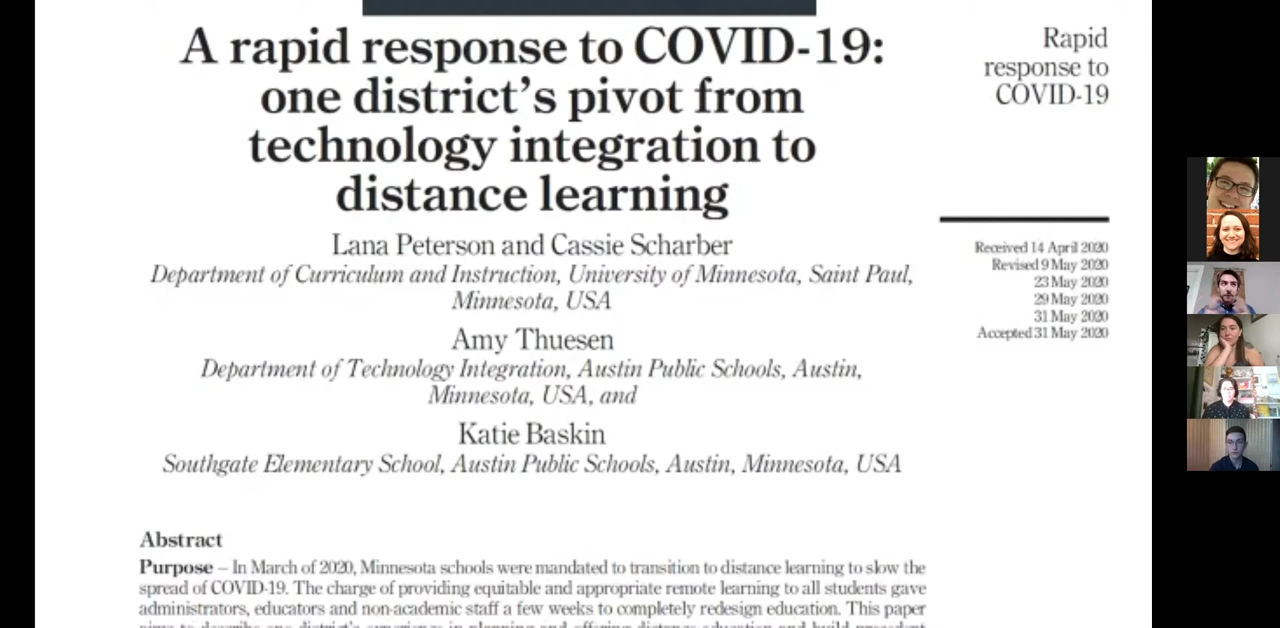 A rapid response to COVID-19:
one district's pivot from
technology integration to
distance learning
Lana Peterson and Cassie Scharber
Department of Curriculum and Instruction, University of Minnesota, Saint Paul,
Minnesota, USA
Amy Thuesen
Department of Technology Integration, Austin Public Schools, Austin,
Minnesota, USA, and
Katie Baskin
Southgate Elementary School, Austin Public Schools, Austin, Minnesota, USA
Rapid
response to
COVID-19
Received 14 April 2020
Revised 9 May 2020
23 May 2020
29 May 2020
31 May 2020
Accepted 31 May 2020
Abstract
Purpose – In March of 2020, Minnesota schools were mandated to transition to distance learning to slow the
spread of COVID-19. The charge of providing equitable and appropriate remote learning to all students gave
administrators, educators and non-academic staff a few weeks to completely redesign education. This paper